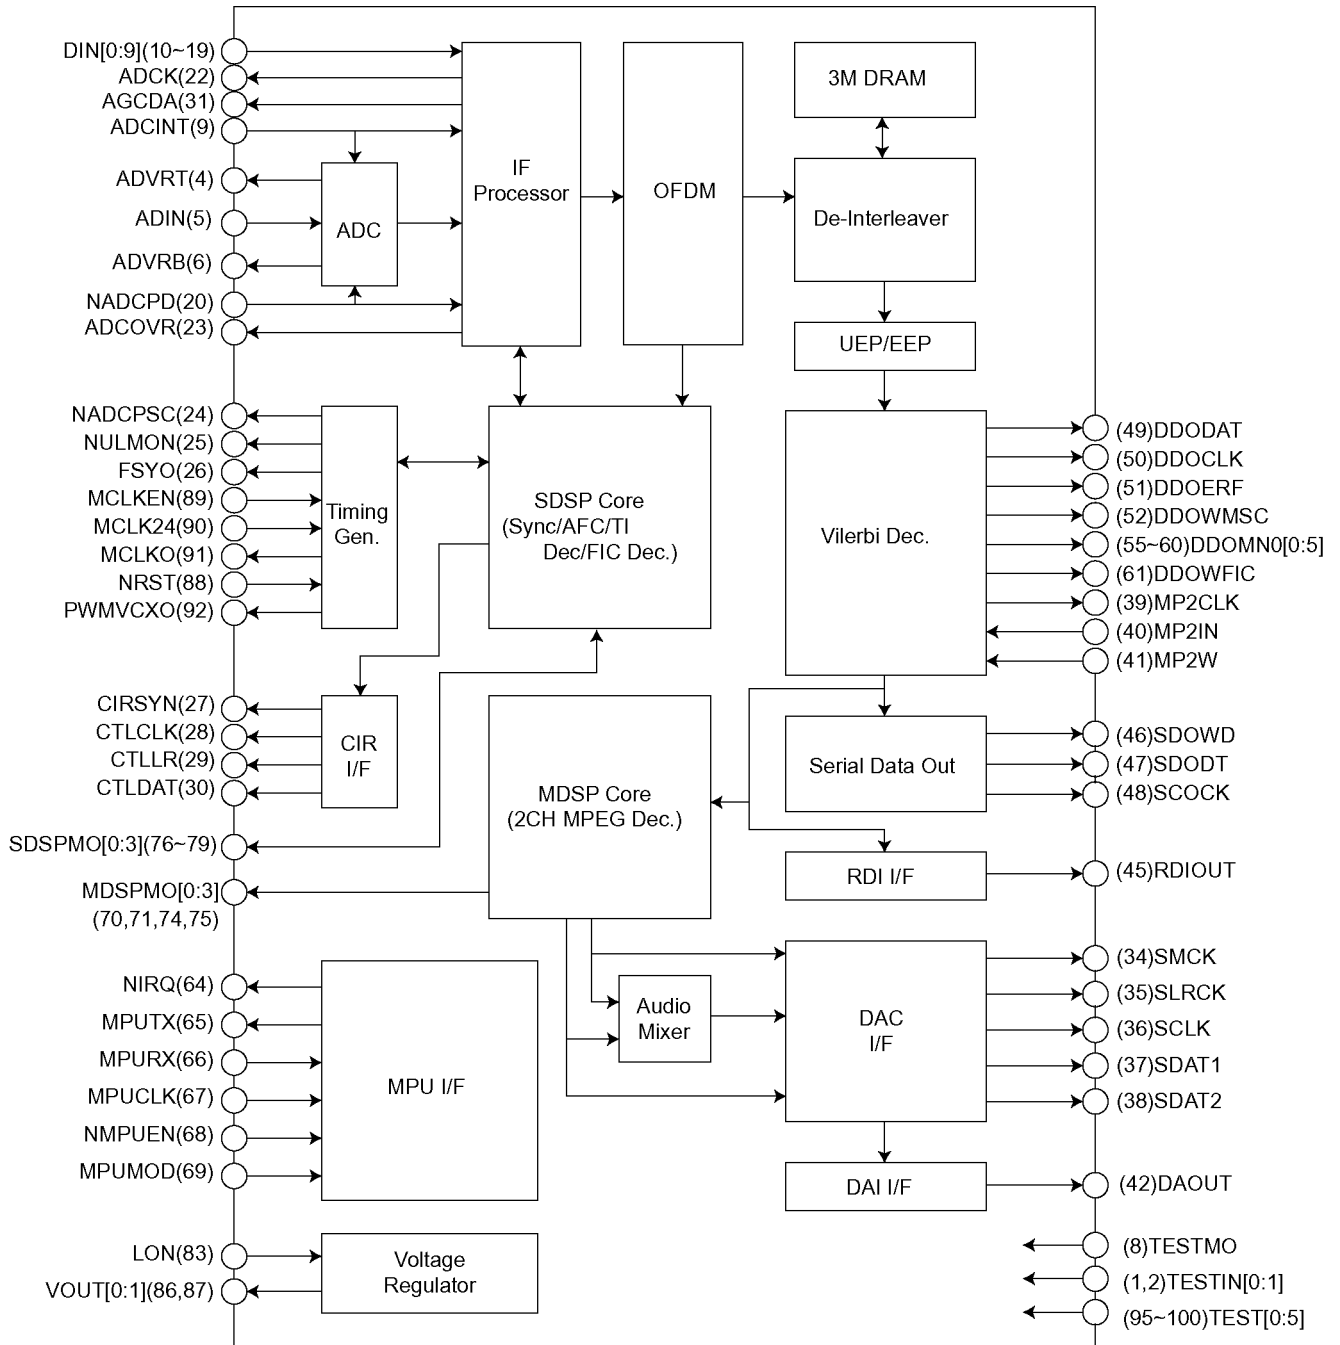 DIN[0:9](10~19)
ADCK(22)
AGCDA(31)
ADCINT(9)
ADVRT(4)
ADIN(5)
ADVRB(6)
NADCPD(20)
ADCOVR(23)
ADC
IF
Processor
OFDM
3M DRAM
De-Interleaver
UEP/EEP
NADCPSC(24)
NULMON(25)
FSYO(26)
MCLKEN(89)
MCLK24(90)
MCLKO(91)
NRST(88)
PWMVCXO(92)
Timing
Gen.
SDSP Core
(Sync/AFC/TI
Dec/FIC Dec.)
Vilerbi Dec.
(49)DDODAT
(50)DDOCLK
(51)DDOERF
(52)DDOWMSC
(55~60)DDOMN0[0:5]
(61)DDOWFIC
(39)MP2CLK
(40)MP2IN
(41)MP2W
CIRSYN(27)
CTLCLK(28)
CTLLR(29)
CTLDAT(30)
CIR
I/F
SDSPMO[0:3](76~79)
MDSPMO[0:3]
(70,71,74,75)
MDSP Core
(2CH MPEG Dec.)
Serial Data Out
(46)SDOWD
(47)SDODT
(48)SCOCK
RDI I/F
(45)RDIOUT
NIRQ(64)
MPUTX(65)
MPURX(66)
MPUCLK(67)
NMPUEN(68)
MPUMOD(69)
MPU I/F
Audio
Mixer
DAC
I/F
(34)SMCK
(35)SLRCK
(36)SCLK
(37)SDAT1
(38)SDAT2
DAI I/F
(42)DAOUT
LON(83)
VOUT[0:1](86,87)
Voltage
Regulator
(8)TESTMO
(1,2)TESTIN[0:1]
(95~100)TEST[0:5]